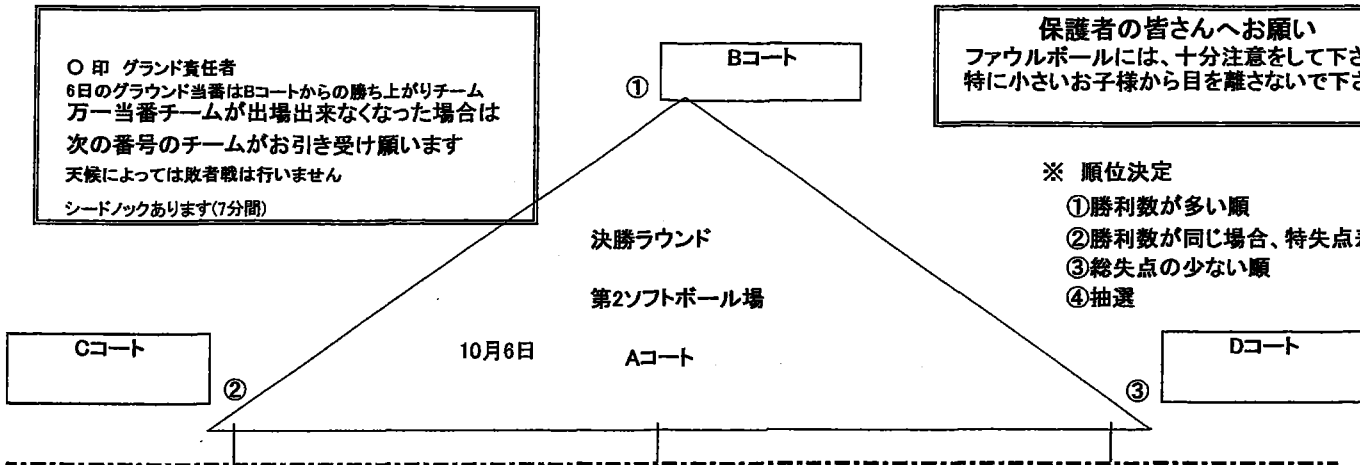 〇 印 グランド責任者
6日のグラウンド当番はBコートからの勝ち上がりチーム
万一当番チームが出場出来なくなった場合は
次の番号のチームがお引き受け願います
天候によっては敗者戦は行いません
シードノックあります(7分間)
Bコート
①
保護者の皆さんへお願い
ファウルボールには、十分注意をして下さ
特に小さいお子様から目を離さないで下さ
※ 順位決定
①勝利数が多い順
②勝利数が同じ場合、特失点
③総失点の少ない順
④抽選
決勝ラウンド
第2ソフトボール場
10月6日
Aコート
Cコート
②
Dコート
③